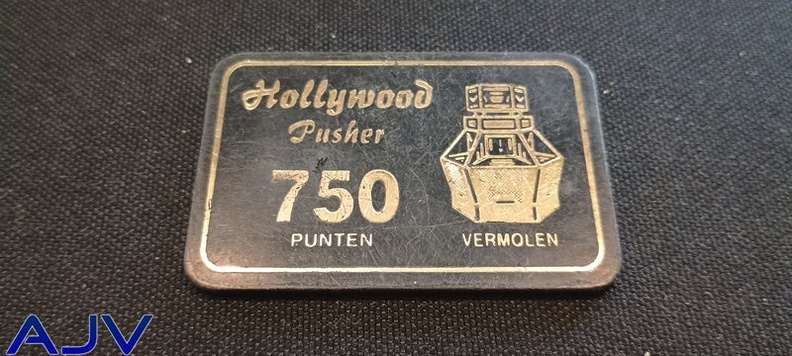 Hollywood
Pusher
750
PUNTEN
VERMOLEN
AJV